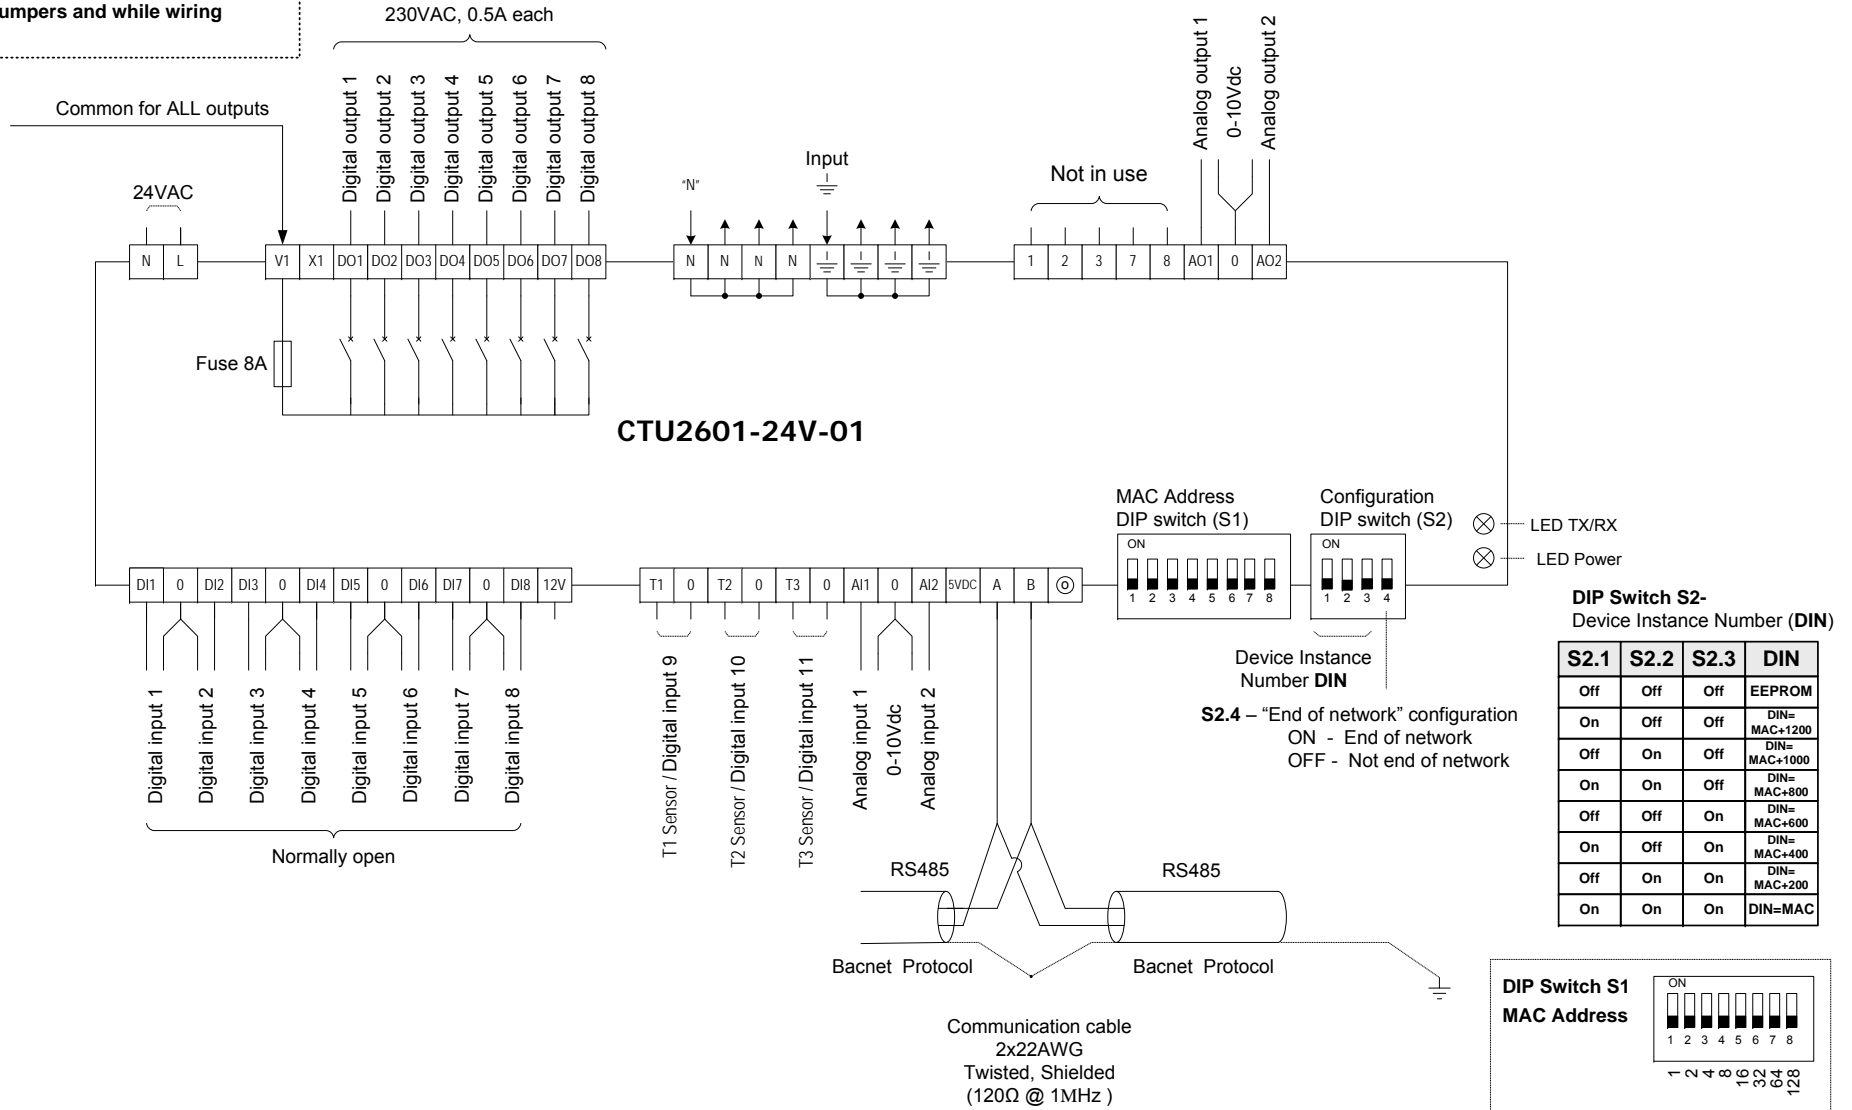 umpers and while wiring
230VAC, 0.5A each
Common for ALL outputs
Digital output 1
Digital output 2
Digital output 3
Digital output 4
Digital output 5
Digital output 6
Digital output 7
Digital output 8
Analog output 1
0-10Vdc
Analog output 2
24VAC
"N"
Input
Not in use
N L
V1 X1 DO1 DO2 DO3 DO4 DO5 DO6 DO7 DO8
N N N N
1 2 3 7 8 AO1 0 AO2
Fuse 8A
CTU2601-24V-01
MAC Address
DIP switch (S1)
ON
1 2 3 4 5 6 7 8
Configuration
DIP switch (S2)
ON
1 2 3 4
LED TX/RX
LED Power
DI1 0 DI2 DI3 0 DI4 DI5 0 DI6 DI7 0 DI8 12V
T1 0 T2 0 T3 0 AI1 0 AI2 5VDC A B
Digital input 1
Digital input 2
Digital input 3
Digital input 4
Digital input 5
Digital input 6
Digital input 7
Digital input 8
Normally open
T1 Sensor / Digital input 9
T2 Sensor / Digital input 10
T3 Sensor / Digital input 11
Analog input 1
0-10Vdc
Analog input 2
Device Instance
Number DIN
S2.4 – “End of network” configuration
ON - End of network
OFF - Not end of network
DIP Switch S2-
Device Instance Number (DIN)
S2.1 S2.2 S2.3 DIN
Off Off Off EEPROM
On Off Off DIN= MAC+1200
Off On Off DIN= MAC+1000
On On Off DIN= MAC+800
Off Off On DIN= MAC+600
On Off On DIN= MAC+400
Off On On DIN= MAC+200
On On On DIN=MAC
RS485
RS485
Bacnet Protocol
Bacnet Protocol
Communication cable
2x22AWG
Twisted, Shielded
(120Ω @ 1MHz )
DIP Switch S1
MAC Address
ON
1 2 3 4 5 6 7 8
1 2 4 8 16 32 64 128